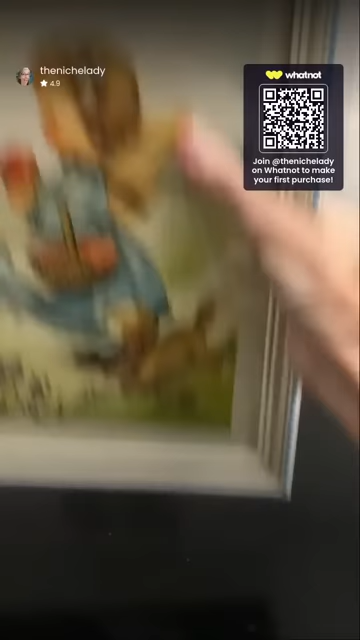 thenichelady
4.9
whatnot
Join @thenichelady
on Whatnot to make
your first purchase!